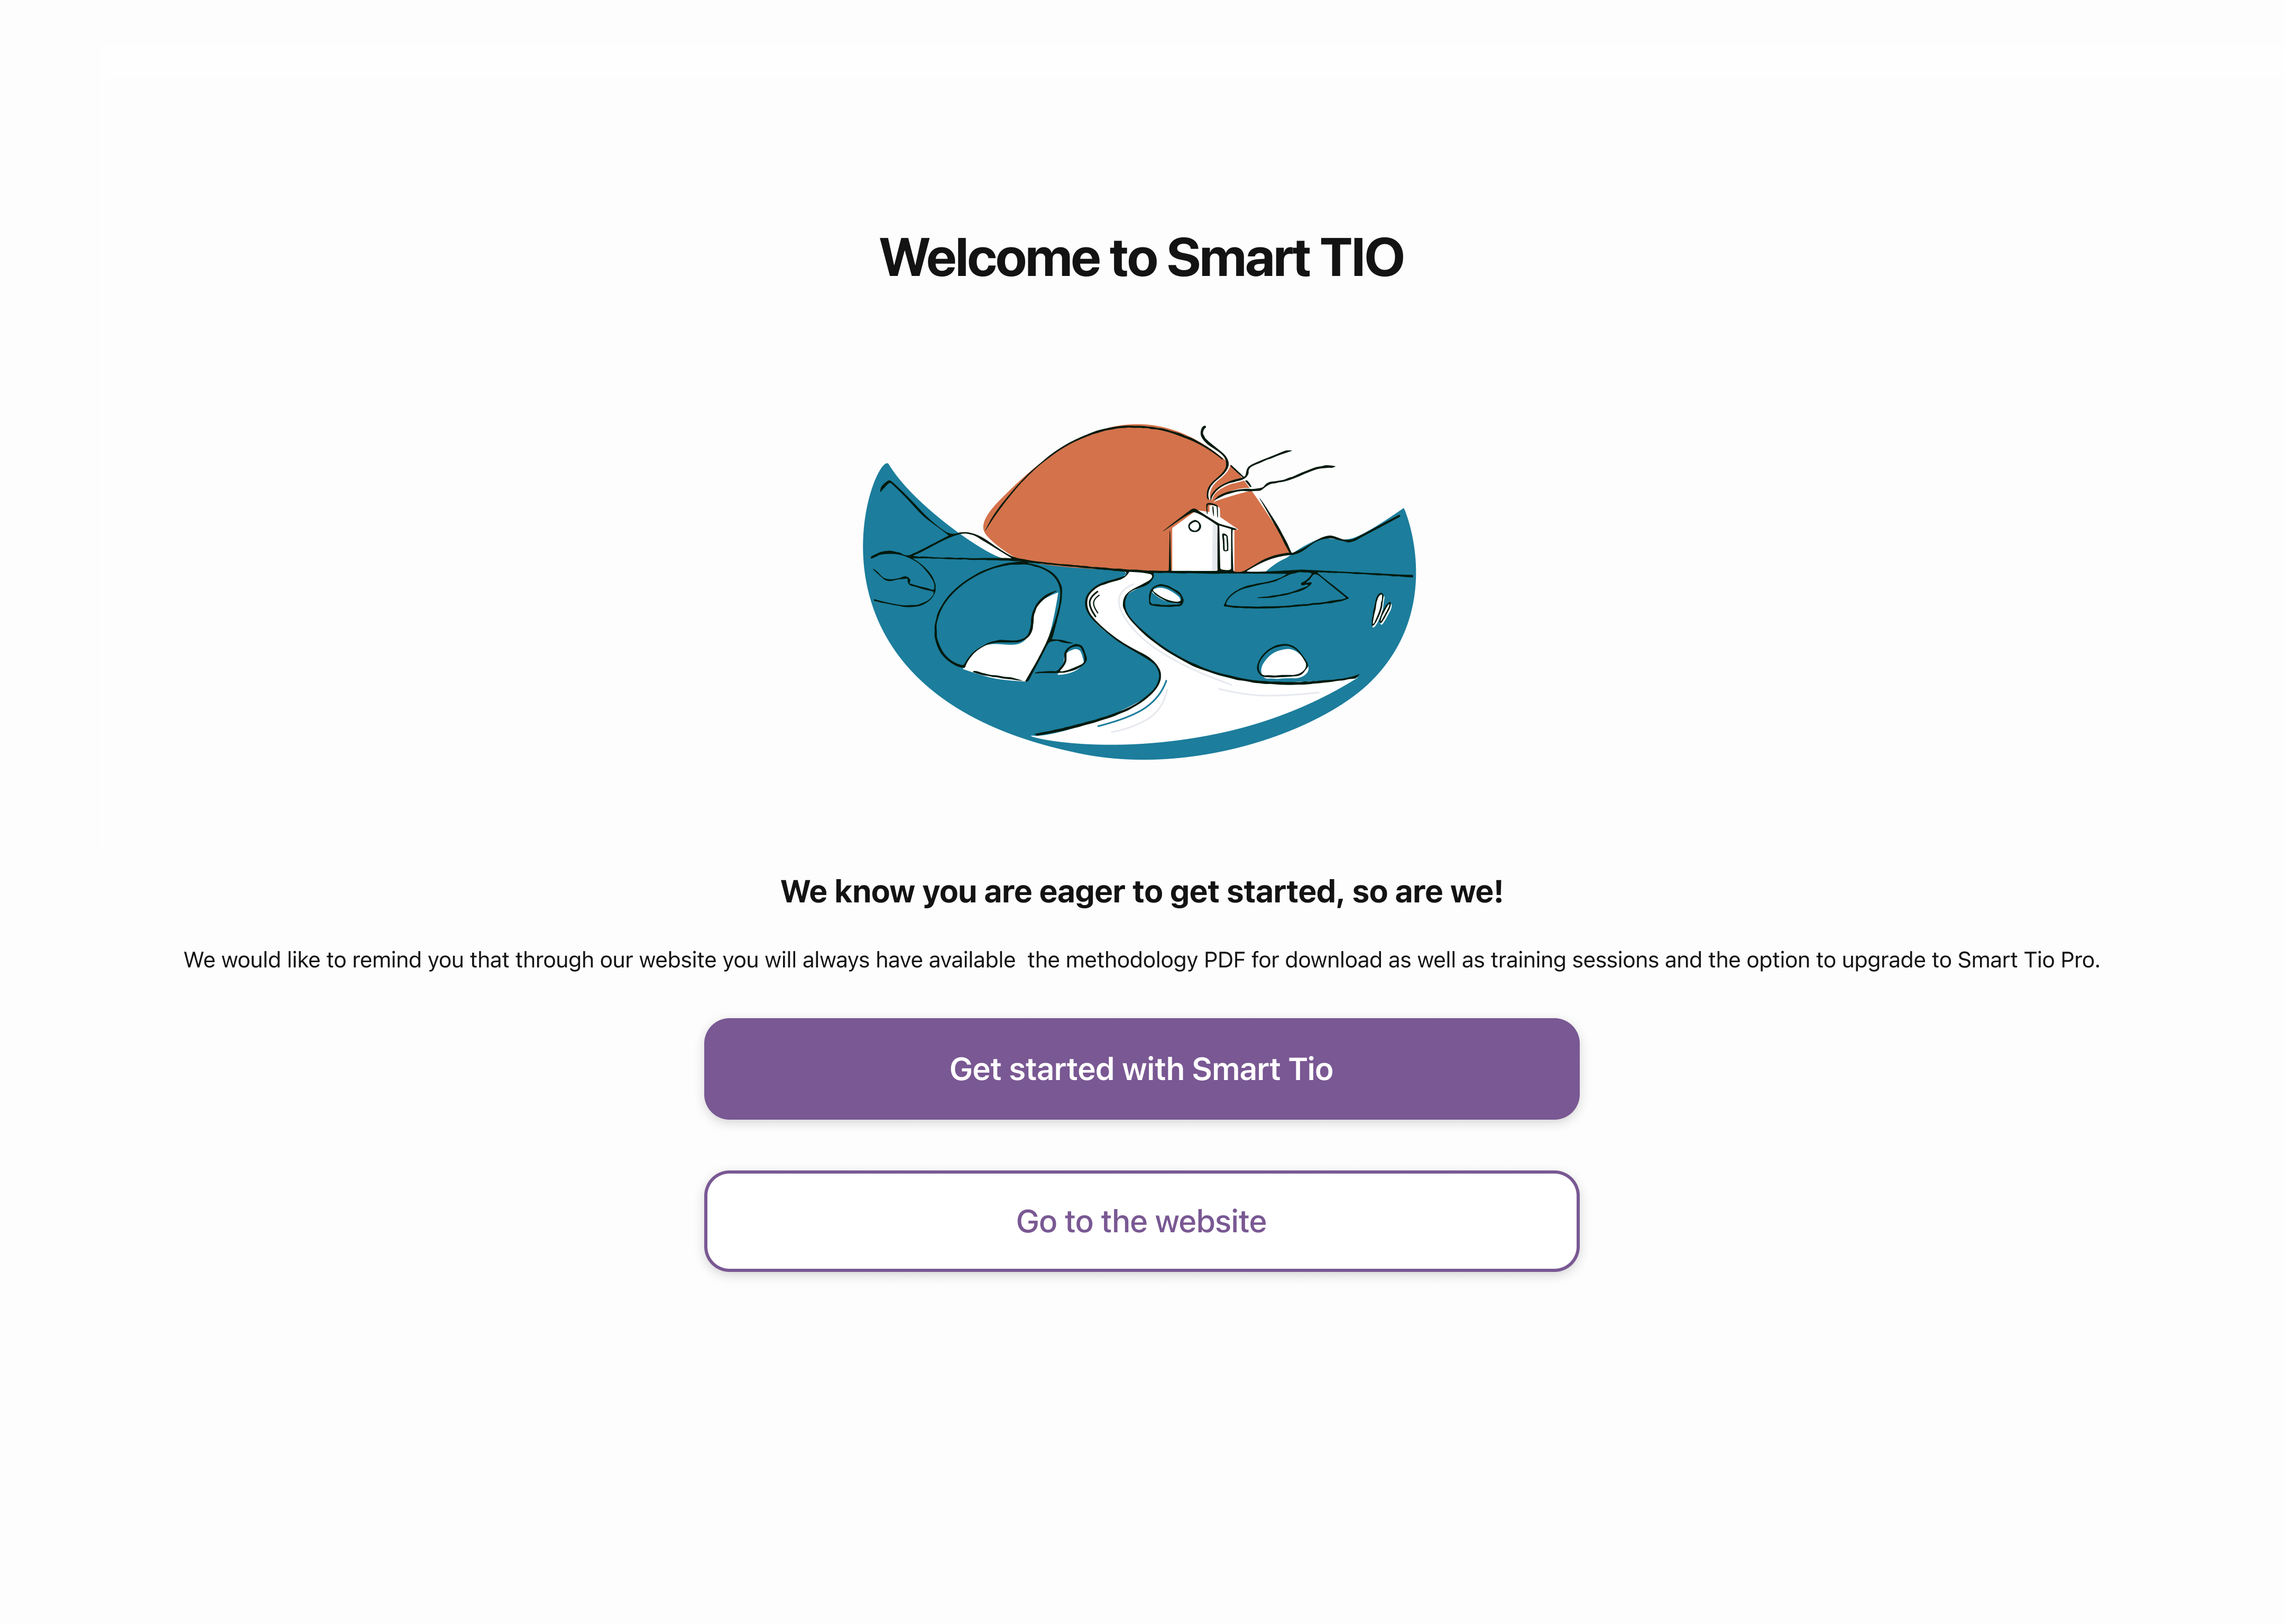 Welcome to Smart TIO
We know you are eager to get started, so are we!
We would like to remind you that through our website you will always have available  the methodology PDF for download as well as training sessions and the option to upgrade to Smart Tio Pro.
Get started with Smart Tio
Go to the website